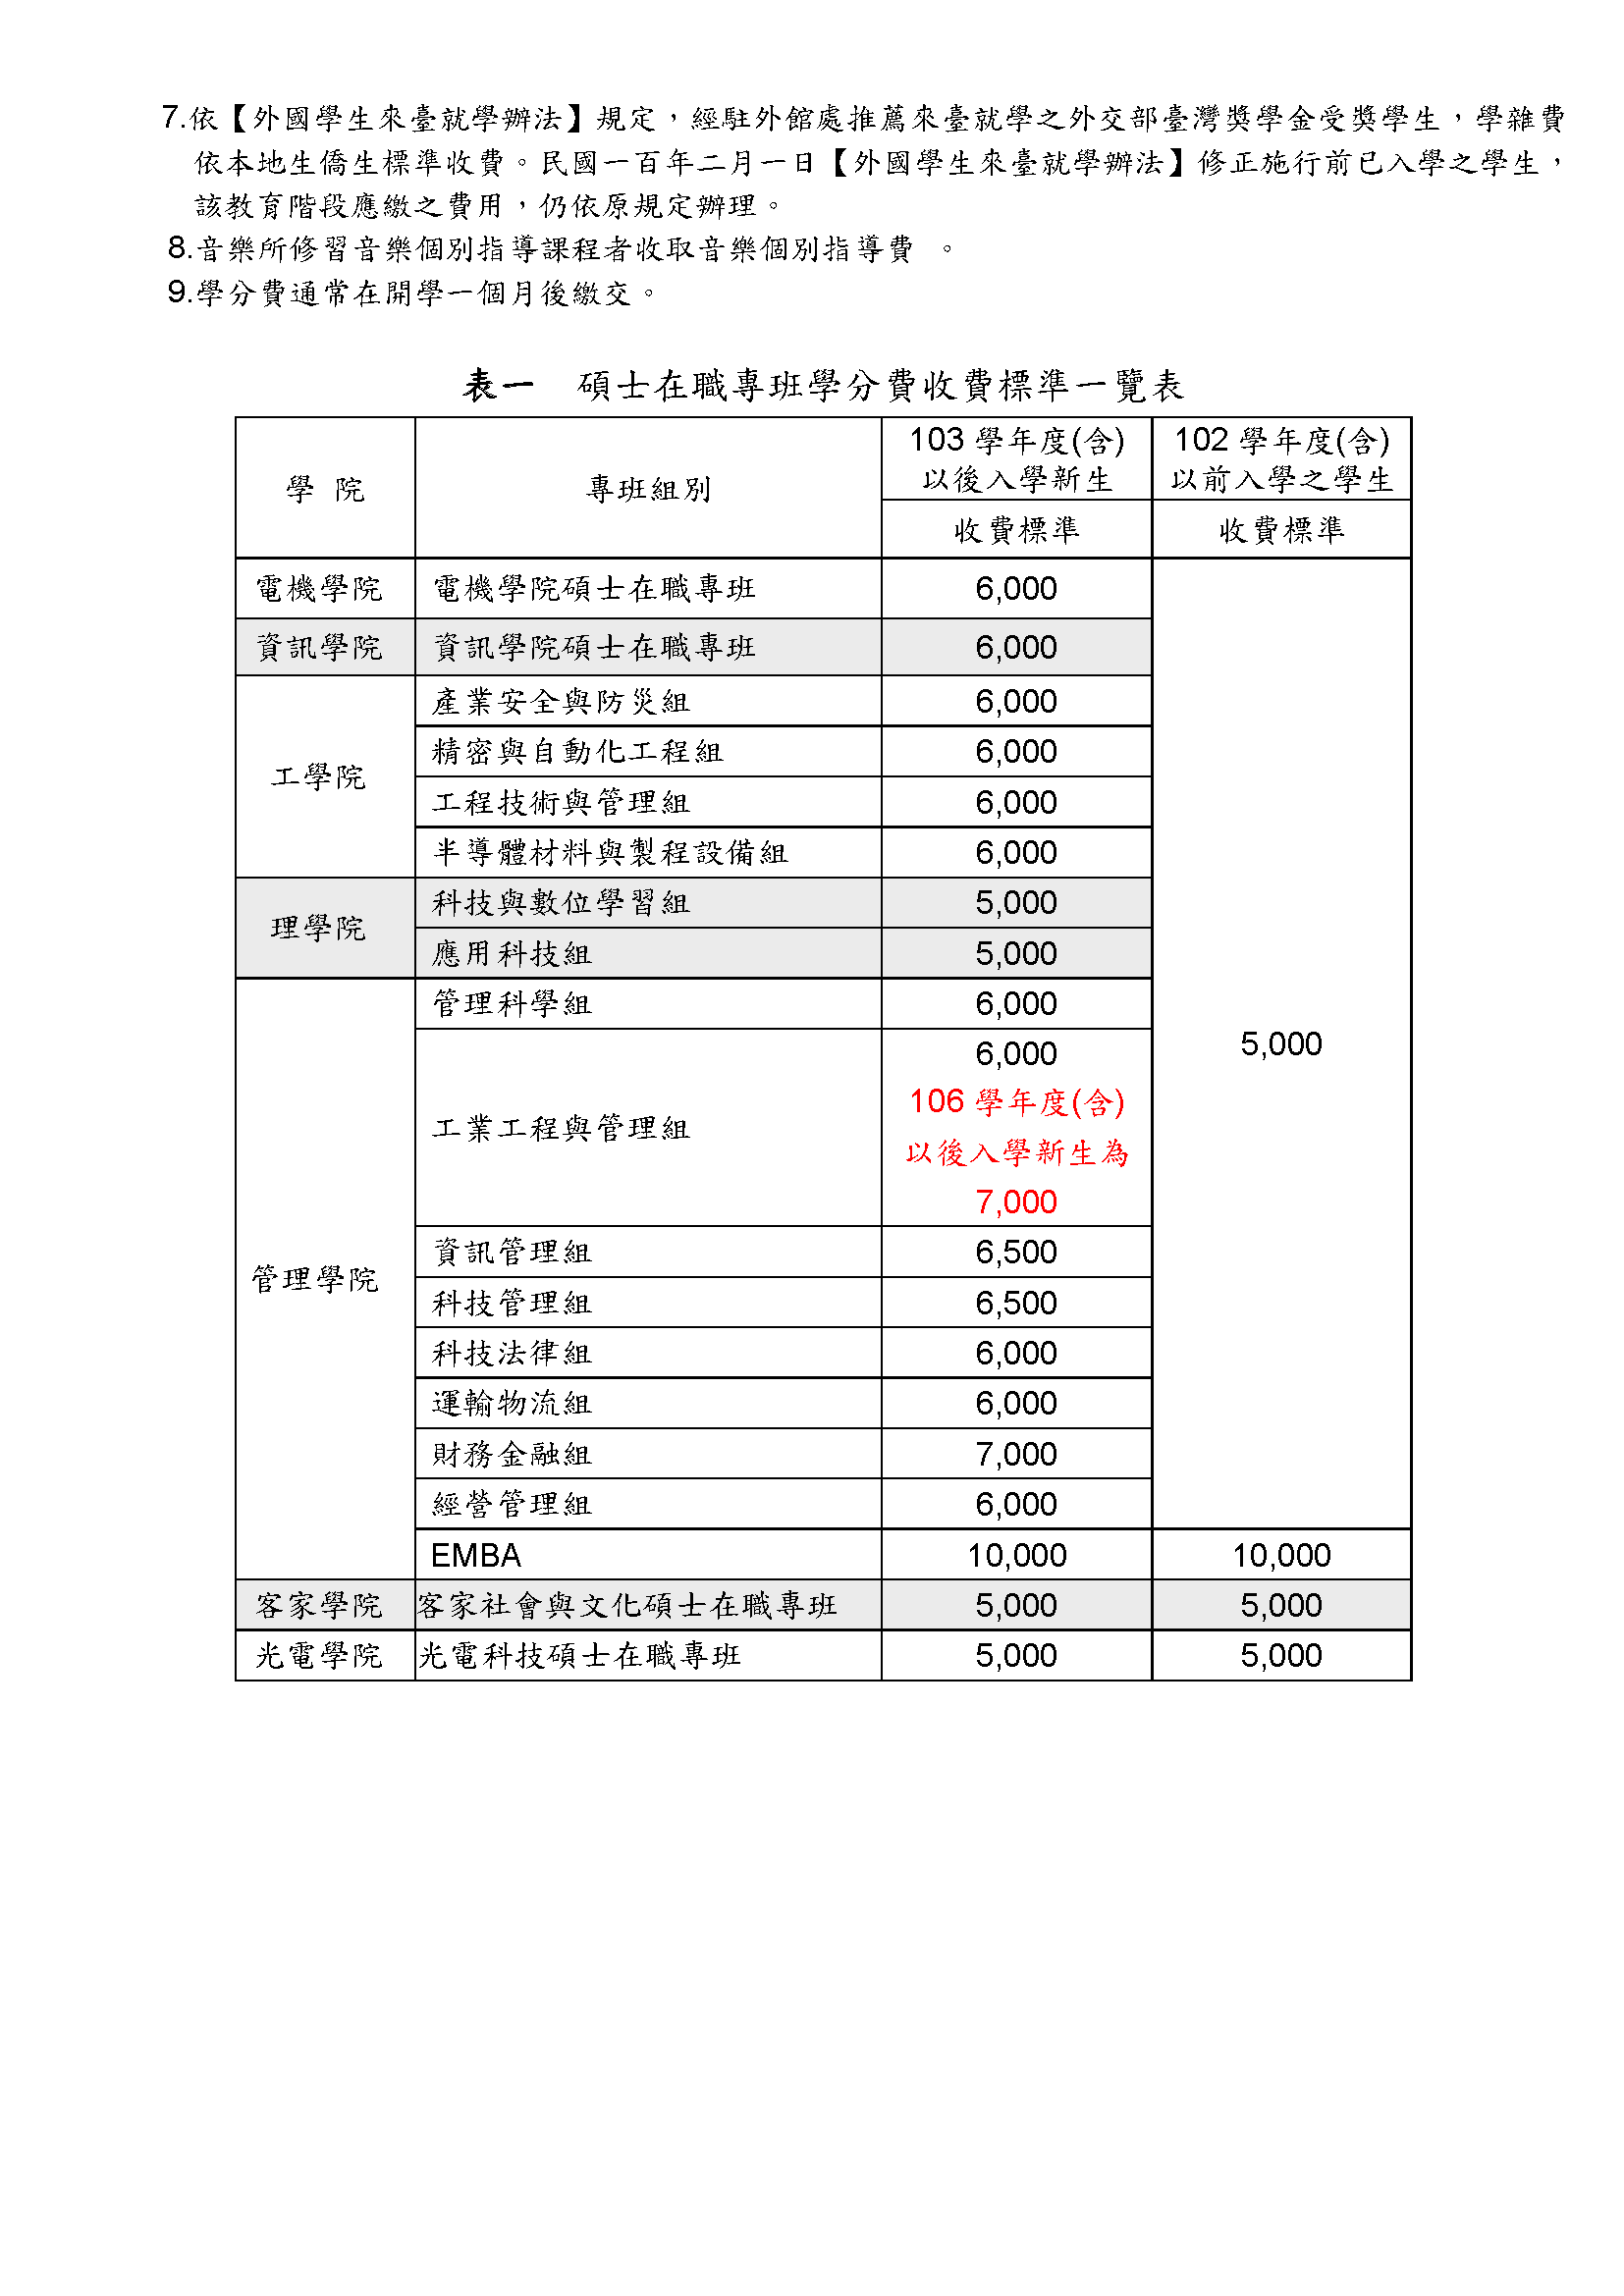 7.依【外國學生來臺就學辦法】規定，經駐外館處推薦來臺就學之外交部臺灣獎學金受獎學生，學雜費
依本地生僑生標準收費。民國一百年二月一日【外國學生來臺就學辦法】修正施行前已入學之學生，
該教育階段應繳之費用，仍依原規定辦理。
8.音樂所修習音樂個別指導課程者收取音樂個別指導費 。
9.學分費通常在開學一個月後繳交。
表一 碩士在職專班學分費收費標準一覽表
學 院 專班組別 103 學年度(含) 102 學年度(含)
以後入學新生 以前入學之學生
收費標準 收費標準
電機學院 電機學院碩士在職專班 6,000
資訊學院 資訊學院碩士在職專班 6,000
工學院
產業安全與防災組 6,000
精密與自動化工程組 6,000
工程技術與管理組 6,000
半導體材料與製程設備組 6,000
理學院
科技與數位學習組 5,000
應用科技組 5,000
管理學院
管理科學組 6,000
工業工程與管理組
6,000
106 學年度(含)
以後入學新生為
7,000
5,000
資訊管理組 6,500
科技管理組 6,500
科技法律組 6,000
運輸物流組 6,000
財務金融組 7,000
經營管理組 6,000
EMBA 10,000 10,000
客家學院 客家社會與文化碩士在職專班 5,000 5,000
光電學院 光電科技碩士在職專班 5,000 5,000